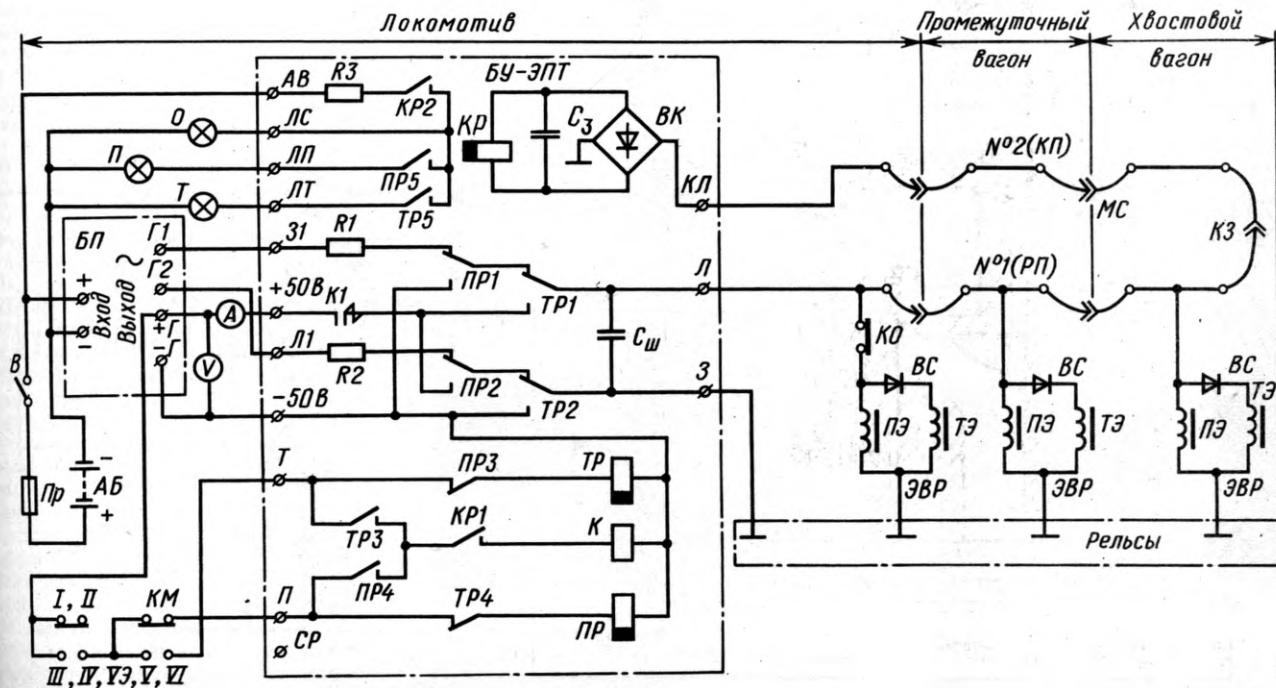 Локомотив
Промежуточный вагон
Хвостовой вагон
АВ
R3
КР2
БУ-ЭПТ
КР
С3
ВК
О
ЛС
П
ЛП
ПР5
Т
ЛТ
ТР5
КЛ
№2(КП)
МС
КЗ
БП
Г1
Г2
+
-
Вход
Выход ~
+Г
-Г
З1
R1
ПР1
ТР1
+50В
К1
А
Л1
R2
ПР2
ТР2
V
-50В
Сш
Л
З
№1(РП)
КО
ВС
ПЭ
ТЭ
ЭВР
ВС
ПЭ
ТЭ
ЭВР
ВС
ПЭ
ТЭ
ЭВР
Рельсы
В
Пр
АБ
-
+
Т
ПР3
ТР
ТР3
КР1
К
ПР4
П
ТР4
ПР
СР
I, II
КМ
III, IV, VЭ, V, VI